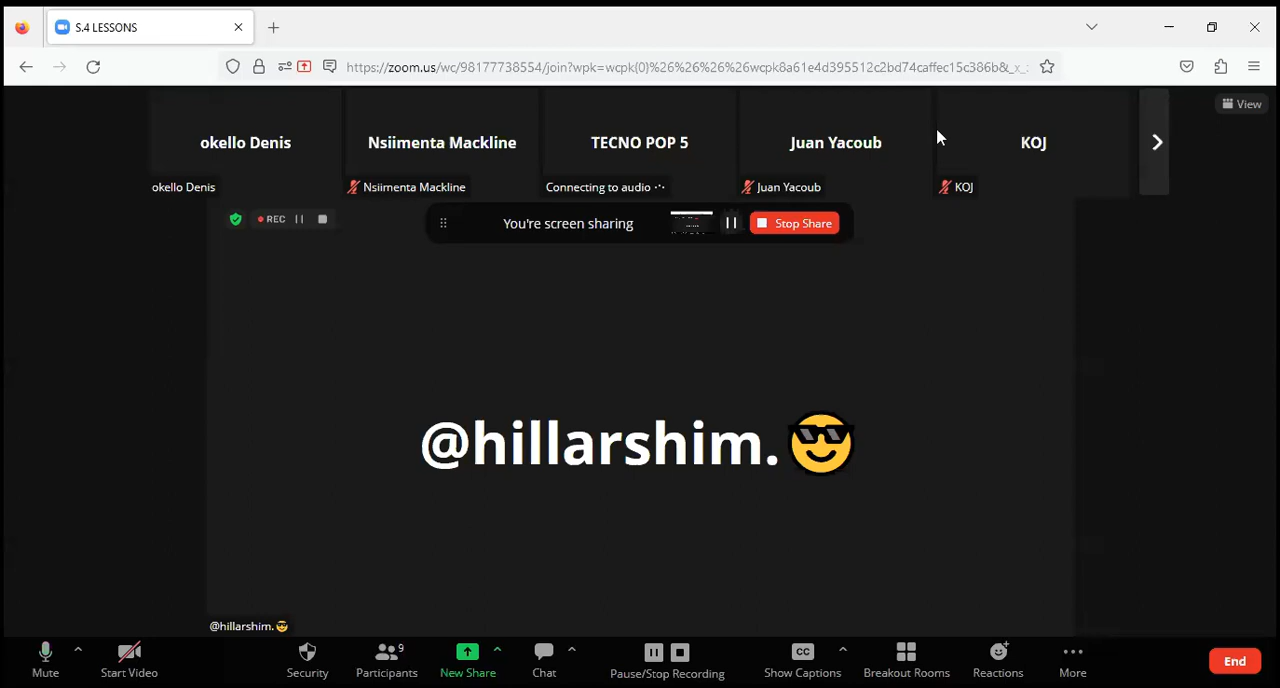 S.4 LESSONS
https://zoom.us/wc/98177738554/join?wpk=wcpk(0)%26%26%26%26wcpk8a61e4d395512c2bd74caffec15c386b&_x_
View
okello Denis
Nsiimenta Mackline
TECNO POP 5
Juan Yacoub
KOJ
okello Denis
Nsiimenta Mackline
Connecting to audio
Juan Yacoub
KOJ
REC
You're screen sharing
Stop Share
@hillarshim.😎
@hillarshim.😎
Mute
Start Video
Security
Participants
9
New Share
Chat
Pause/Stop Recording
CC
Show Captions
Breakout Rooms
Reactions
More
End